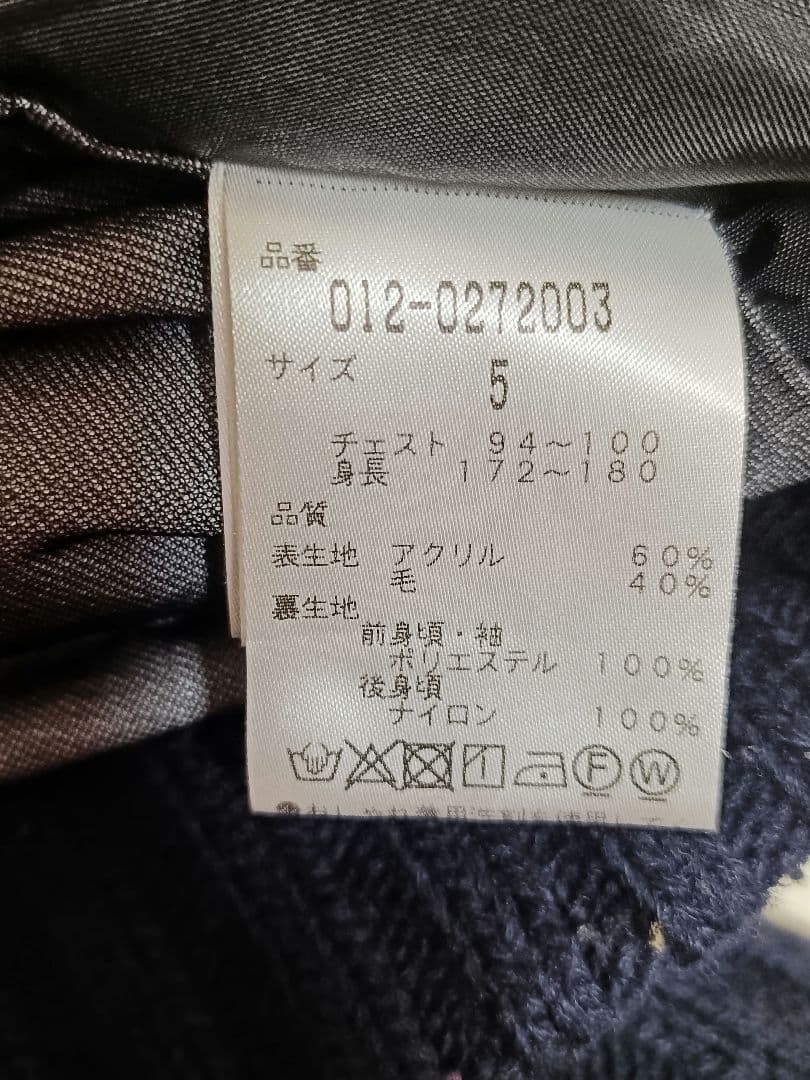 品番
012-0272003
サイズ 5
チェスト 94～100
身長 172～180
品質
表生地 アクリル 60%
毛 40%
裏生地
前身頃・袖
ポリエステル 100%
後身頃
ナイロン 100%
F W